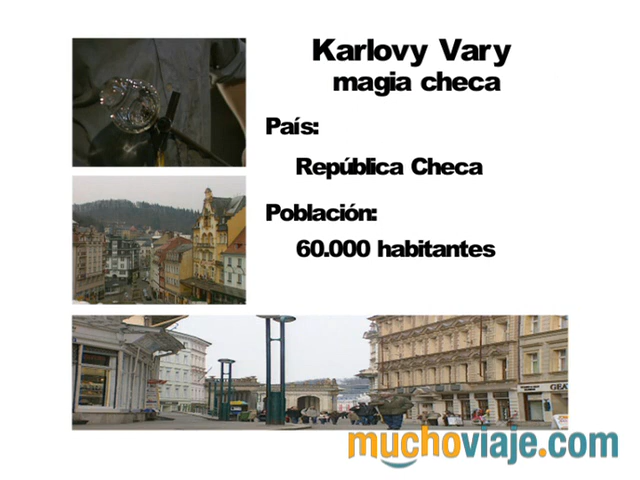 Karlovy Vary
magia checa
País:
República Checa
Población:
60.000 habitantes
muchoviaje.com